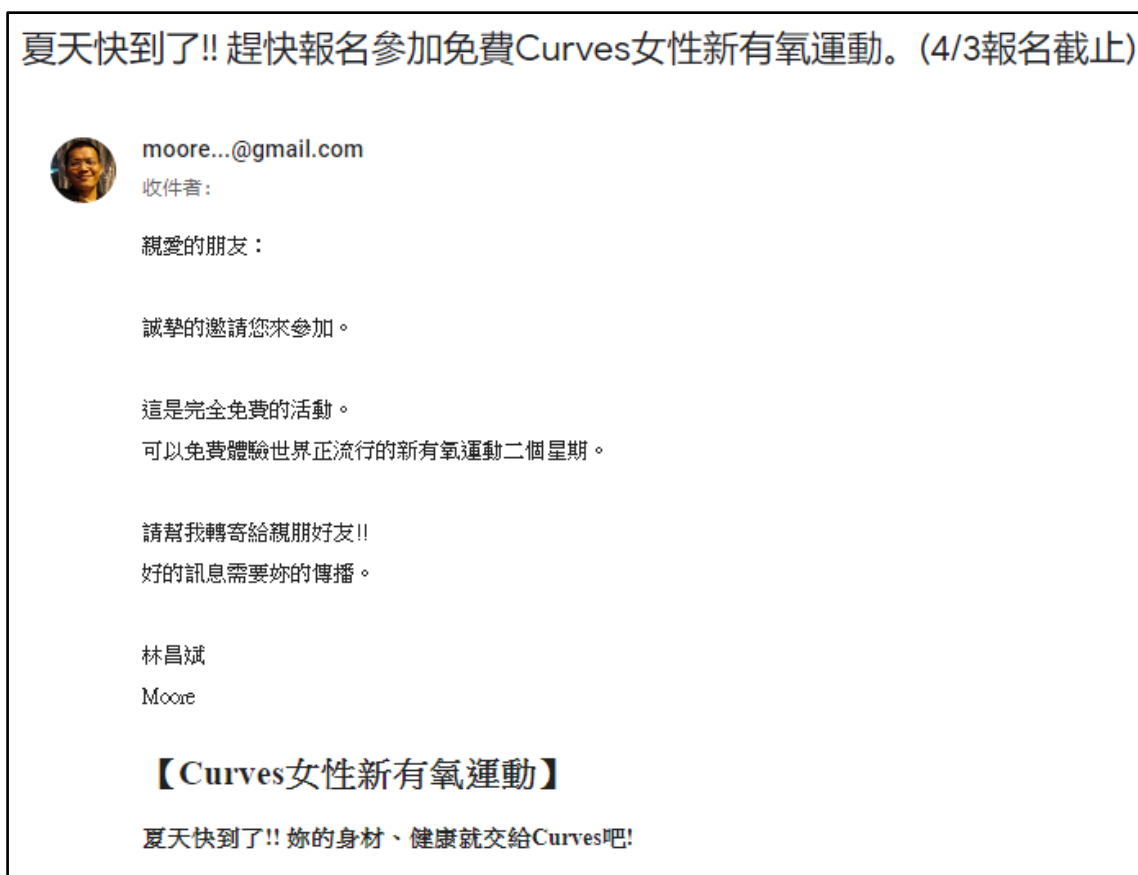 夏天快到了!! 趕快報名參加免費Curves女性新有氧運動。(4/3報名截止)
moore...@gmail.com
收件者:
親愛的朋友：
誠摯的邀請您來參加。
這是完全免費的活動。
可以免費體驗世界正流行的新有氧運動二個星期。
請幫我轉寄給親朋好友!!
好的訊息需要妳的傳播。
林昌斌
Moore
【Curves女性新有氧運動】
夏天快到了!! 妳的身材、健康就交給Curves吧!